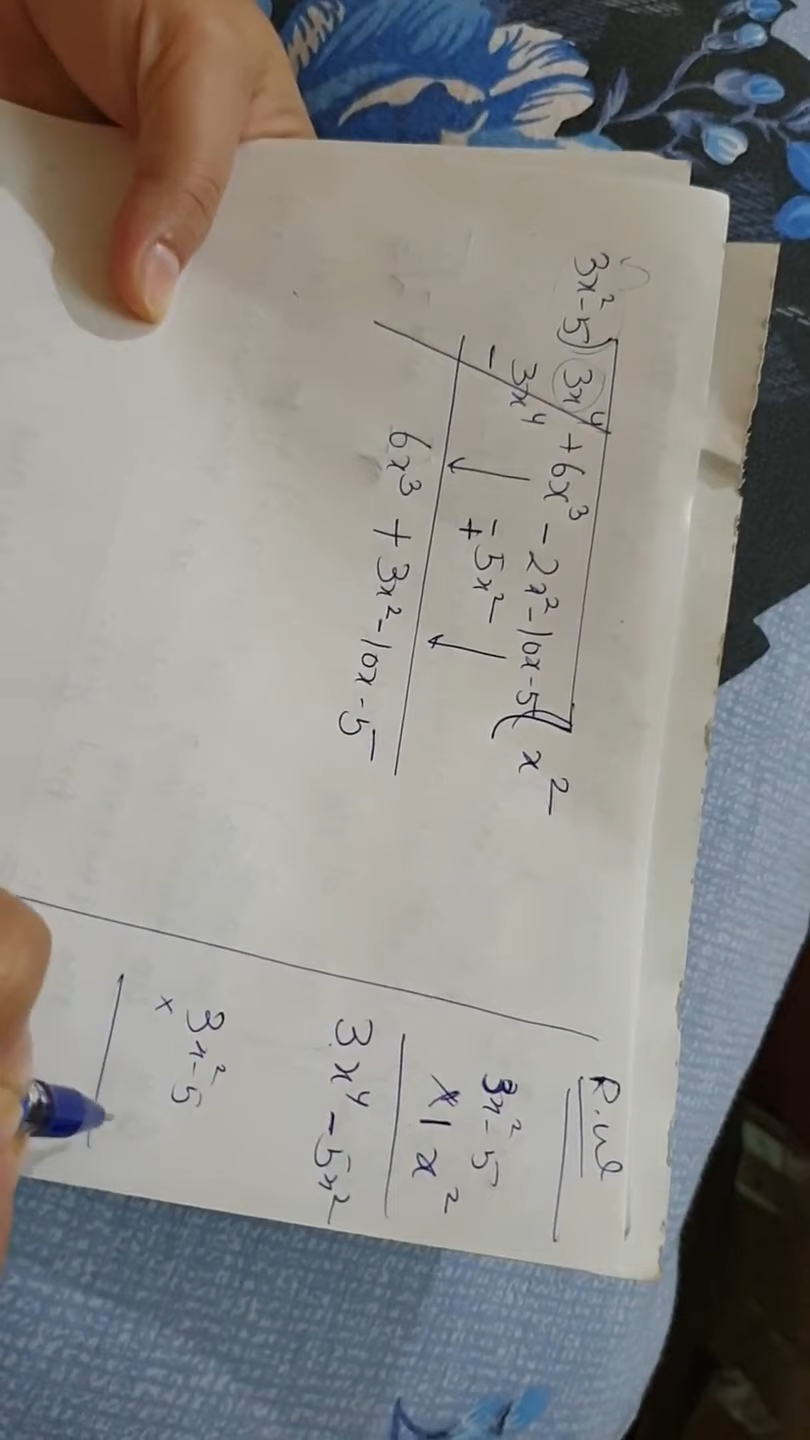 3x²-5) 3x⁴ + 6x³ - 2x² - 10x - 5 ( x²
3x⁴ - 5x²
- +
6x³ + 3x² - 10x - 5
R.W
3x² - 5
× | x²
3x⁴ - 5x²
3x² - 5
×